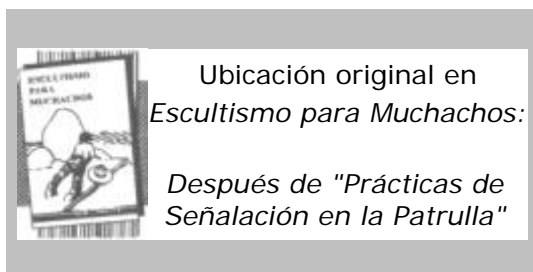 ESCULTISMO
PARA
MUCHACHOS
Ubicación original en
Escultismo para Muchachos:
Después de "Prácticas de
Señalación en la Patrulla"